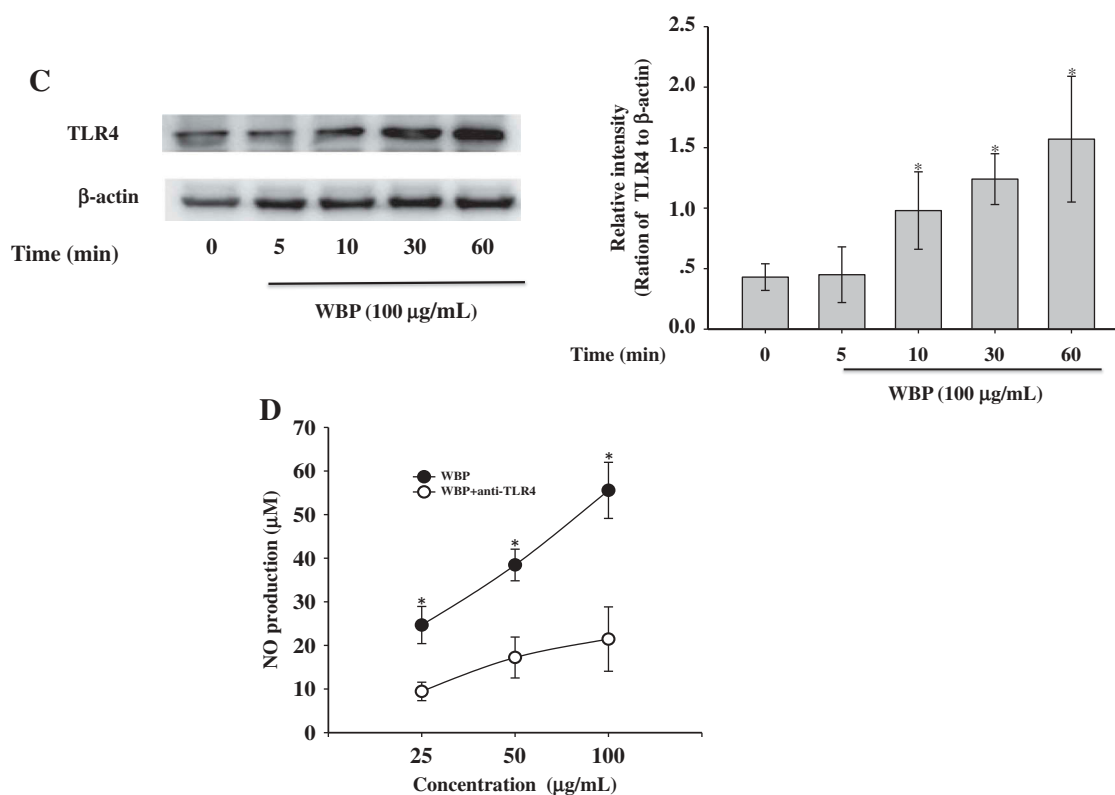 C
TLR4
β-actin
Time (min) 0 5 10 30 60
WBP (100 μg/mL)
Relative intensity
(Ration of TLR4 to β-actin)
2.5
2.0
1.5
1.0
.5
0.0
* * *
Time (min) 0 5 10 30 60
WBP (100 μg/mL)
D
NO production (μM)
70
60
50
40
30
20
10
0
WBP
WBP+anti-TLR4
* * *
25 50 100
Concentration (μg/mL)